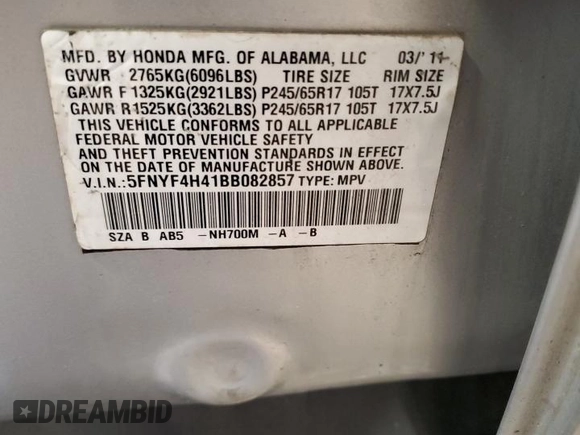 MFD. BY HONDA MFG. OF ALABAMA, LLC 03/'11
GVWR 2765KG(6096LBS) TIRE SIZE RIM SIZE
GAWR F 1325KG(2921LBS) P245/65R17 105T 17X7.5J
GAWR R 1525KG(3362LBS) P245/65R17 105T 17X7.5J
THIS VEHICLE CONFORMS TO ALL APPLICABLE
FEDERAL MOTOR VEHICLE SAFETY
AND THEFT PREVENTION STANDARDS IN EFFECT
ON THE DATE OF MANUFACTURE SHOWN ABOVE.
V.I.N.: 5FNYF4H41BB082857 TYPE: MPV
SZA B AB5 -NH700M -A -B
DREAMBID